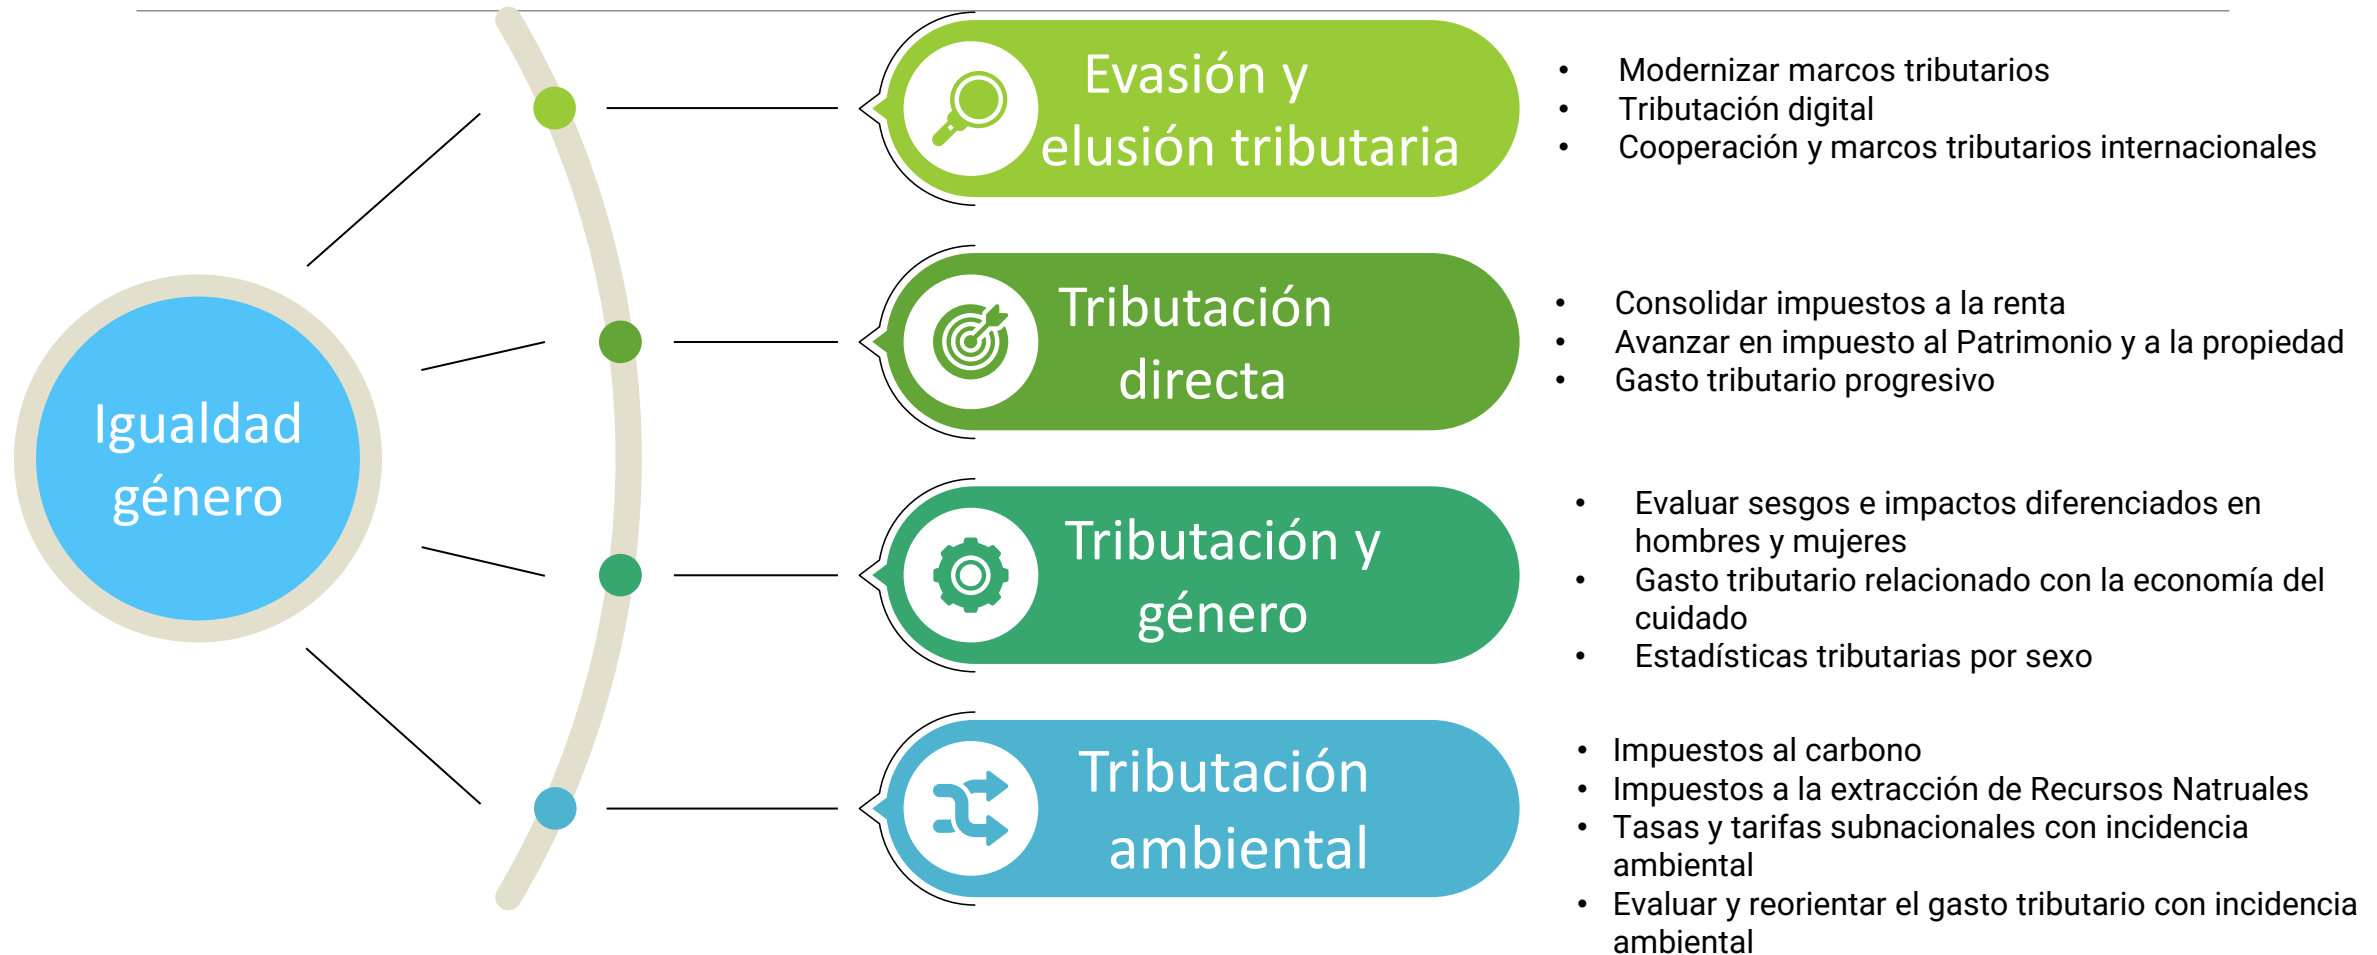 Igualdad
género
Evasión y
elusión tributaria
• Modernizar marcos tributarios
• Tributación digital
• Cooperación y marcos tributarios internacionales
Tributación
directa
• Consolidar impuestos a la renta
• Avanzar en impuesto al Patrimonio y a la propiedad
• Gasto tributario progresivo
Tributación y
género
• Evaluar sesgos e impactos diferenciados en
hombres y mujeres
• Gasto tributario relacionado con la economía del
cuidado
• Estadísticas tributarias por sexo
Tributación
ambiental
• Impuestos al carbono
• Impuestos a la extracción de Recursos Natruales
• Tasas y tarifas subnacionales con incidencia
ambiental
• Evaluar y reorientar el gasto tributario con incidencia
ambiental